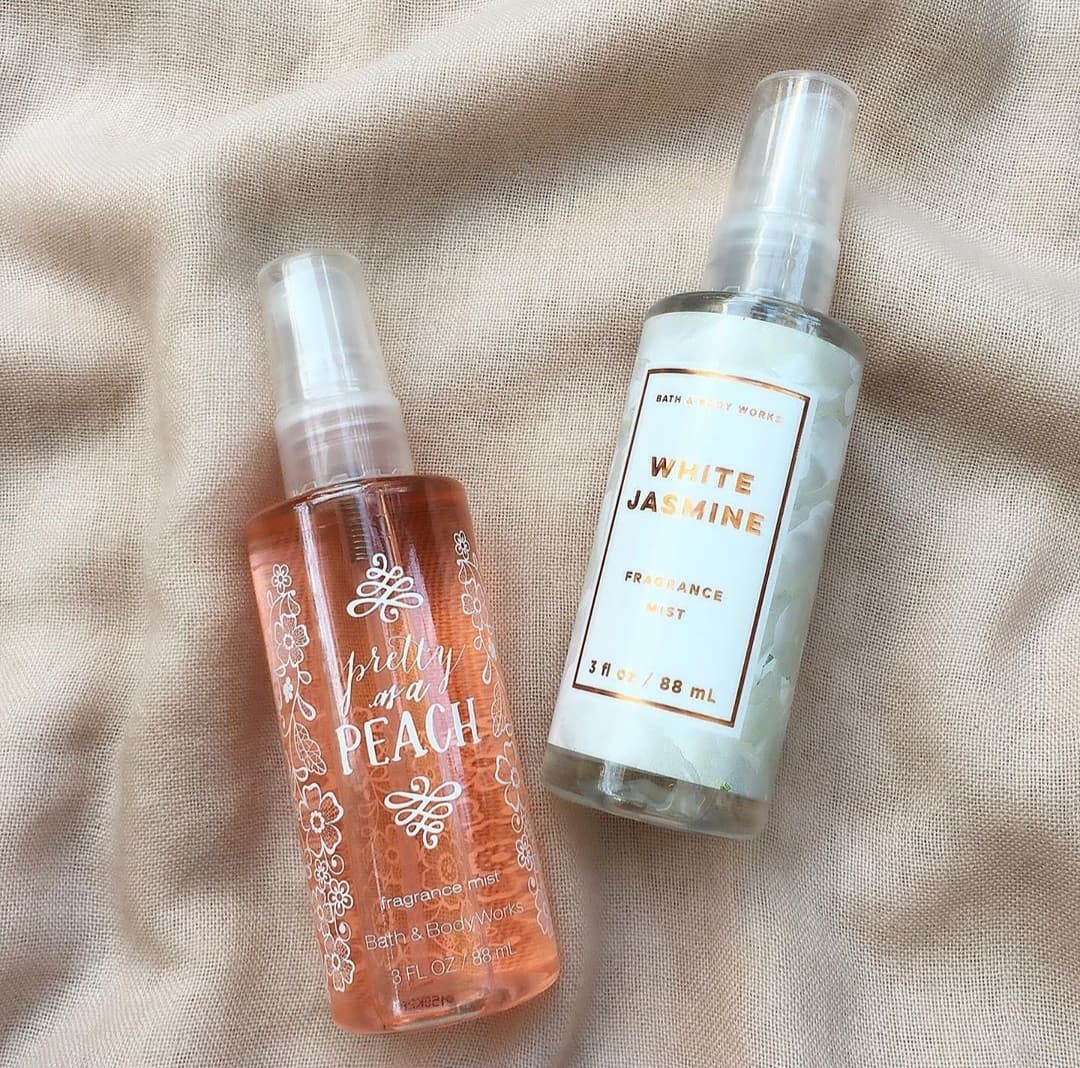 pretty
as a
PEACH
fragrance mist
Bath & Body Works
3 FL OZ / 88 mL
BATH & BODY WORKS
WHITE
JASMINE
FRAGRANCE
MIST
3 fl oz / 88 mL